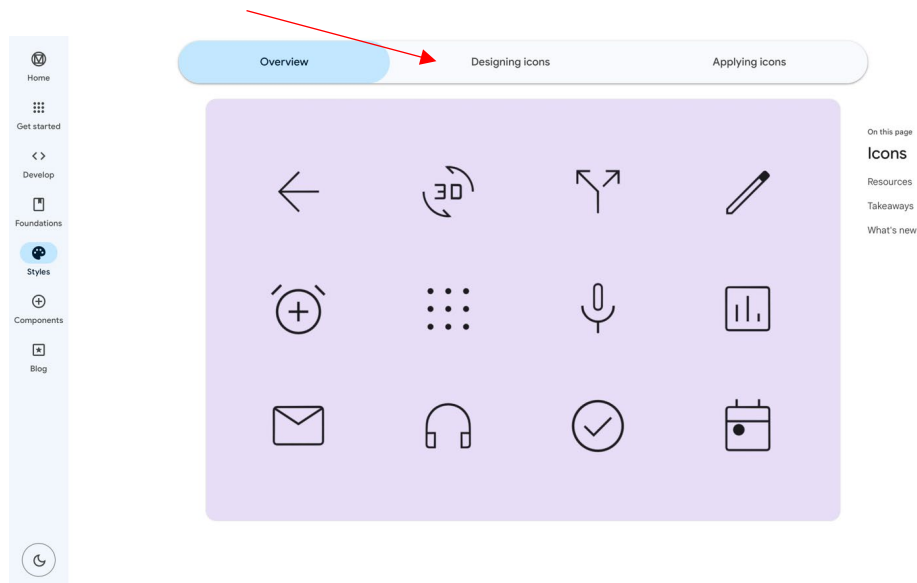 Overview
Designing icons
Applying icons
Home
Get started
Develop
Foundations
Styles
Components
Blog
3D
On this page
Icons
Resources
Takeaways
What's new